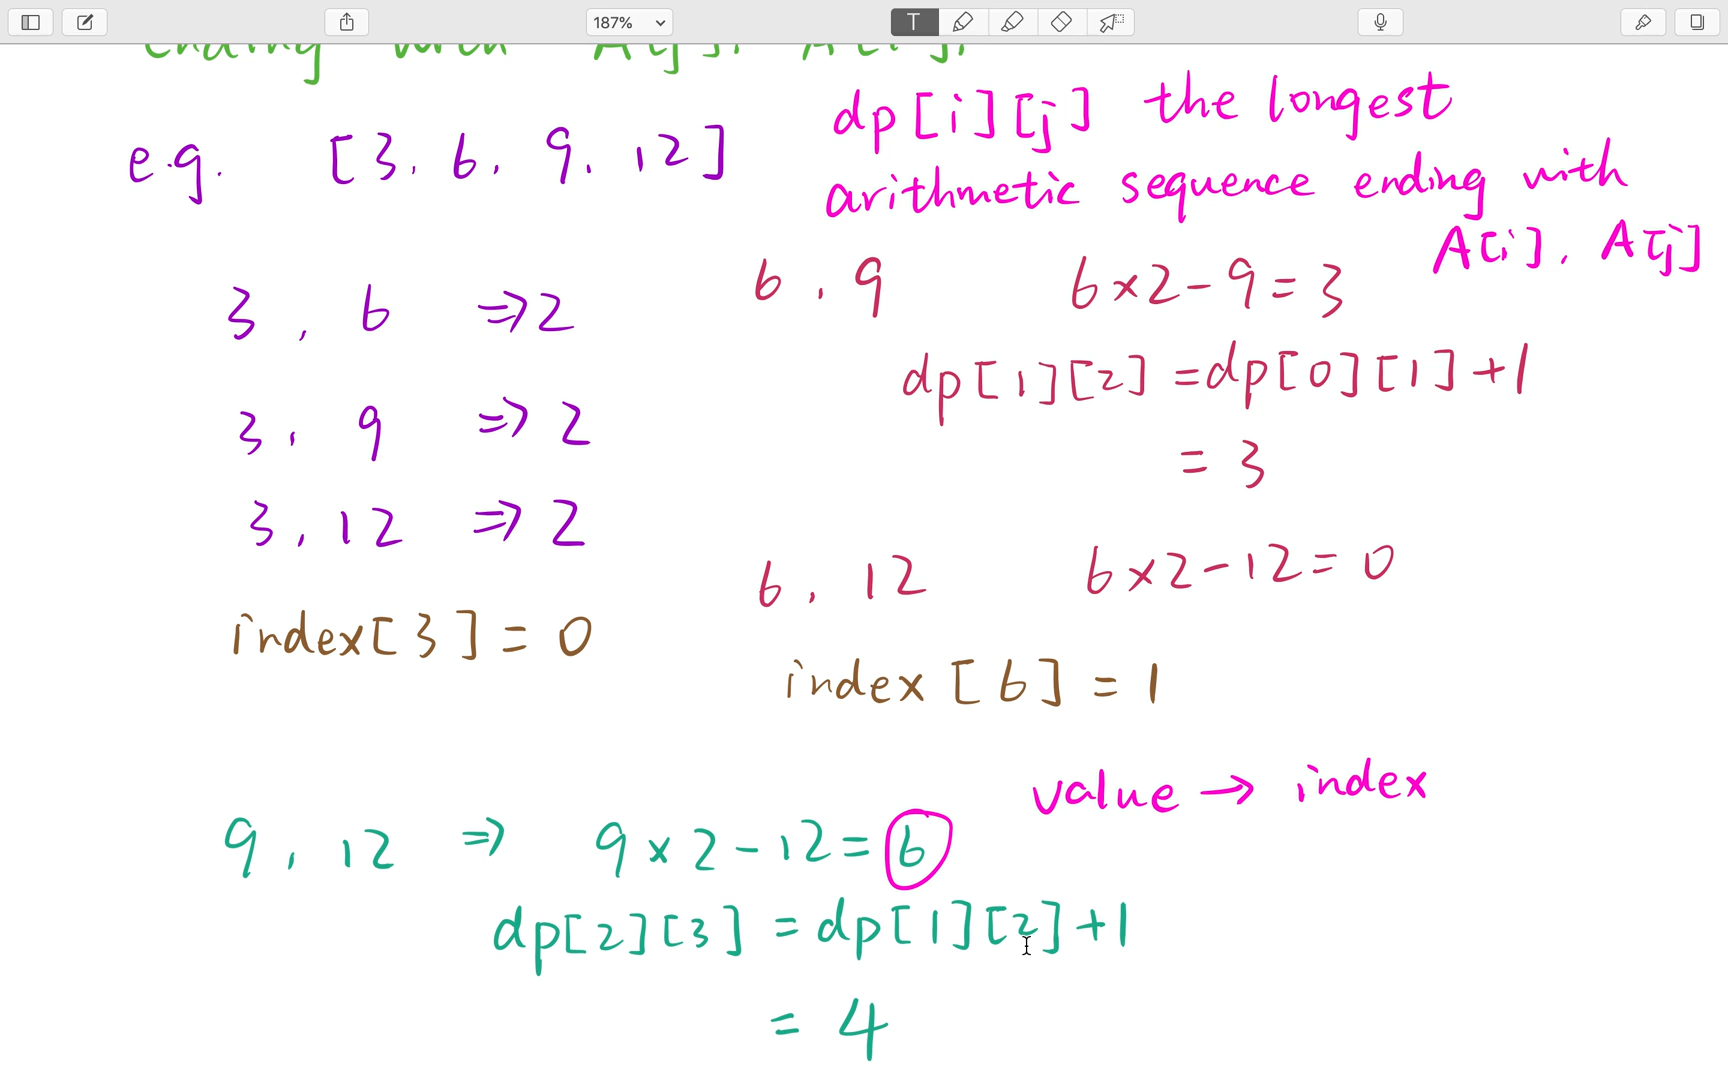 187%
T
ending with A[j], A[i].
e.g. [3, 6, 9, 12]
dp[i][j] the longest
arithmetic sequence ending with
A[i], A[j]
3, 6 => 2
3, 9 => 2
3, 12 => 2
index[3] = 0
6, 9 6×2-9=3
dp[1][2] = dp[0][1]+1
= 3
6, 12 6×2-12=0
index[6] = 1
value → index
9, 12 => 9×2-12=6
dp[2][3] = dp[1][2]+1
= 4